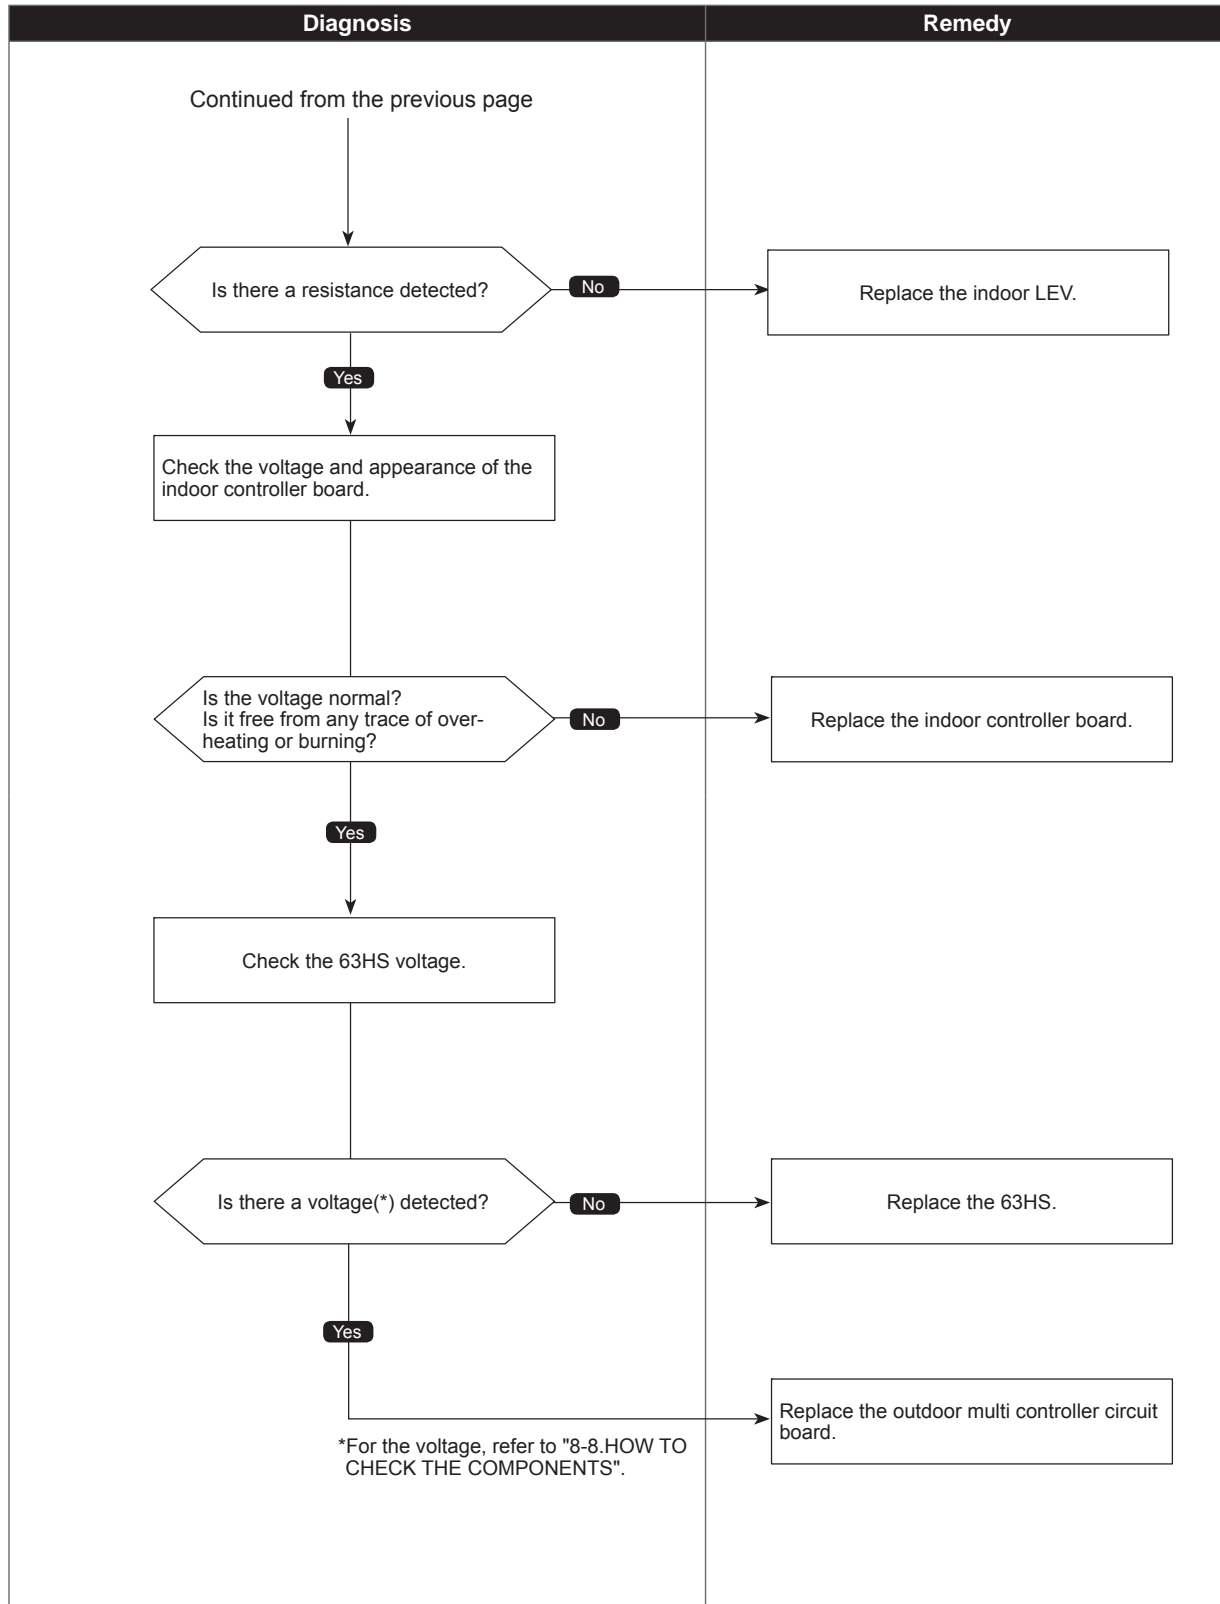 Diagnosis
Remedy
Continued from the previous page
Is there a resistance detected?
No
Replace the indoor LEV.
Yes
Check the voltage and appearance of the
indoor controller board.
Is the voltage normal?
Is it free from any trace of over-
heating or burning?
No
Replace the indoor controller board.
Yes
Check the 63HS voltage.
Is there a voltage(*) detected?
No
Replace the 63HS.
Yes
Replace the outdoor multi controller circuit
board.
*For the voltage, refer to "8-8.HOW TO
CHECK THE COMPONENTS".